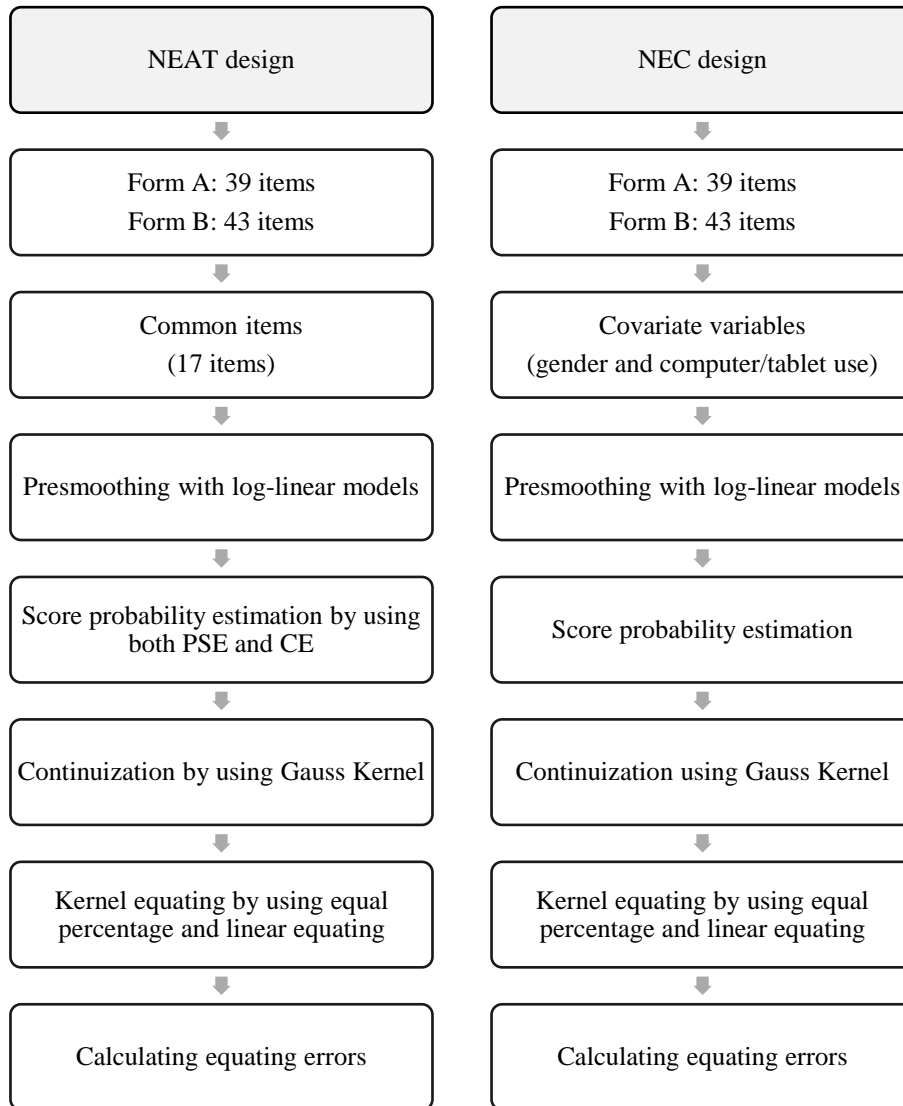 NEAT design
Form A: 39 items
Form B: 43 items
Common items
(17 items)
Presmoothing with log-linear models
Score probability estimation by using
both PSE and CE
Continuization by using Gauss Kernel
Kernel equating by using equal
percentage and linear equating
Calculating equating errors
NEC design
Form A: 39 items
Form B: 43 items
Covariate variables
(gender and computer/tablet use)
Presmoothing with log-linear models
Score probability estimation
Continuization using Gauss Kernel
Kernel equating by using equal
percentage and linear equating
Calculating equating errors